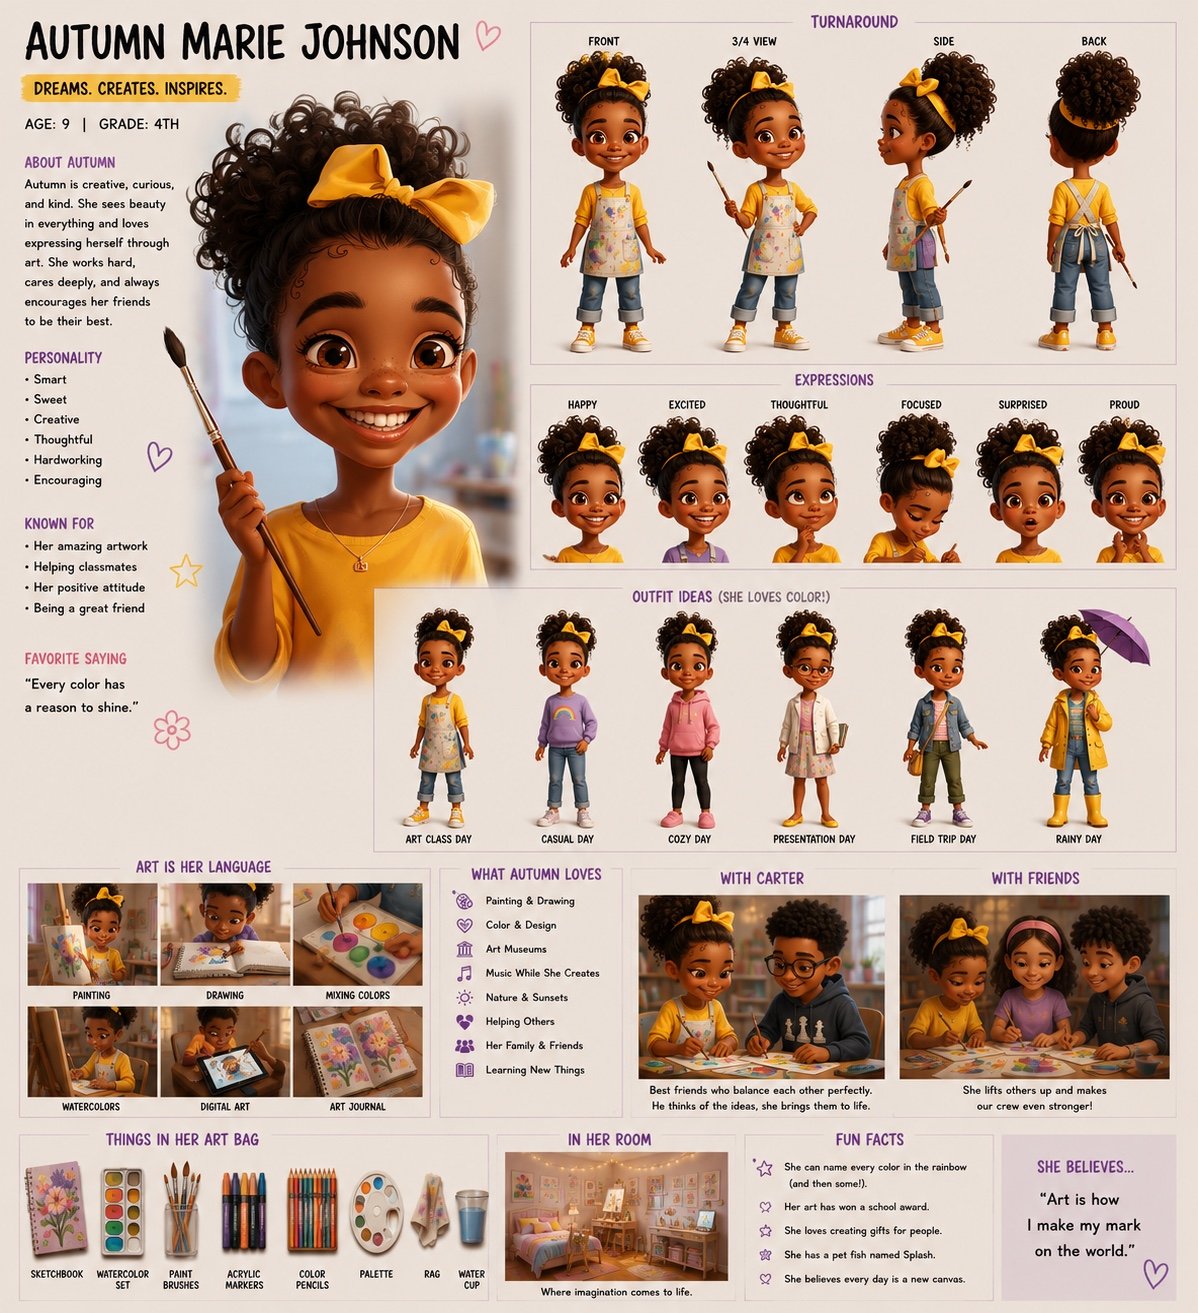 AUTUMN MARIE JOHNSON
DREAMS. CREATES. INSPIRES.
AGE: 9 | GRADE: 4TH
ABOUT AUTUMN
Autumn is creative, curious,
and kind. She sees beauty
in everything and loves
expressing herself through
art. She works hard,
cares deeply, and always
encourages her friends
to be their best.
PERSONALITY
• Smart
• Sweet
• Creative
• Thoughtful
• Hardworking
• Encouraging
KNOWN FOR
• Her amazing artwork
• Helping classmates
• Her positive attitude
• Being a great friend
FAVORITE SAYING
“Every color has
a reason to shine.”
TURNAROUND
FRONT
3/4 VIEW
SIDE
BACK
EXPRESSIONS
HAPPY
EXCITED
THOUGHTFUL
FOCUSED
SURPRISED
PROUD
OUTFIT IDEAS (SHE LOVES COLOR!)
ART CLASS DAY
CASUAL DAY
COZY DAY
PRESENTATION DAY
FIELD TRIP DAY
RAINY DAY
ART IS HER LANGUAGE
PAINTING
DRAWING
MIXING COLORS
WATERCOLORS
DIGITAL ART
ART JOURNAL
WHAT AUTUMN LOVES
Painting & Drawing
Color & Design
Art Museums
Music While She Creates
Nature & Sunsets
Helping Others
Her Family & Friends
Learning New Things
WITH CARTER
Best friends who balance each other perfectly.
He thinks of the ideas, she brings them to life.
WITH FRIENDS
She lifts others up and makes
our crew even stronger!
THINGS IN HER ART BAG
SKETCHBOOK
WATERCOLOR
SET
PAINT
BRUSHES
ACRYLIC
MARKERS
COLOR
PENCILS
PALETTE
RAG
WATER
CUP
IN HER ROOM
Where imagination comes to life.
FUN FACTS
She can name every color in the rainbow
(and then some!).
Her art has won a school award.
She loves creating gifts for people.
She has a pet fish named Splash.
She believes every day is a new canvas.
SHE BELIEVES...
“Art is how
I make my mark
on the world.”